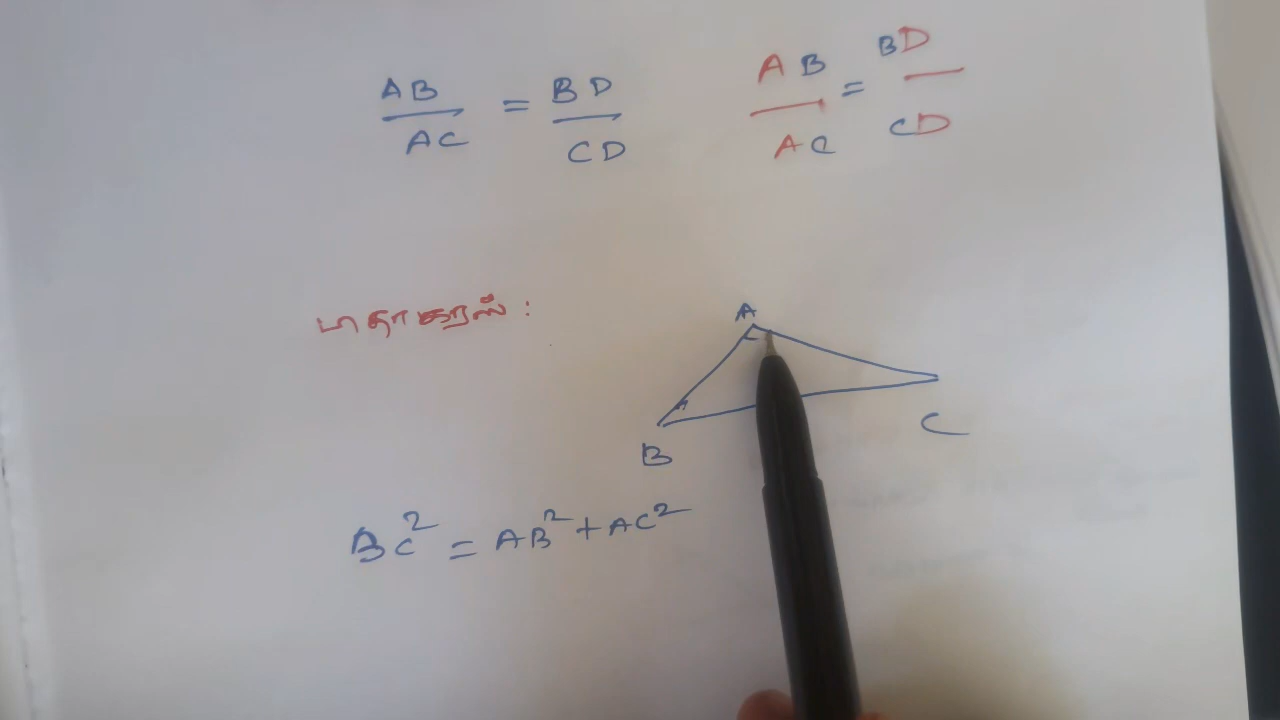 AB/AC = BD/CD
AB/AC = BD/CD
பிதாகரஸ் :
A
B
C
BC² = AB² + AC²